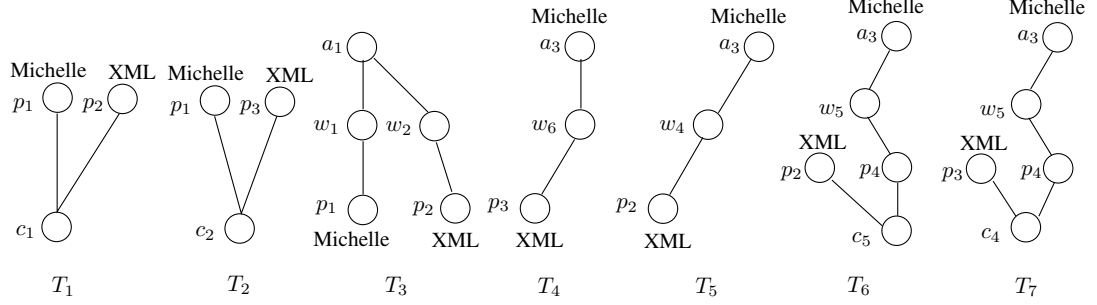 Michelle XML
p₁ p₂
c₁
T₁
Michelle XML
p₁ p₃
c₂
T₂
a₁
w₁ w₂
p₁ p₂
Michelle XML
T₃
Michelle
a₃
w₆
p₃
XML
T₄
Michelle
a₃
w₄
p₂
XML
T₅
Michelle
a₃
w₅
XML
p₂ p₄
c₅
T₆
Michelle
a₃
w₅
XML
p₃ p₄
c₄
T₇